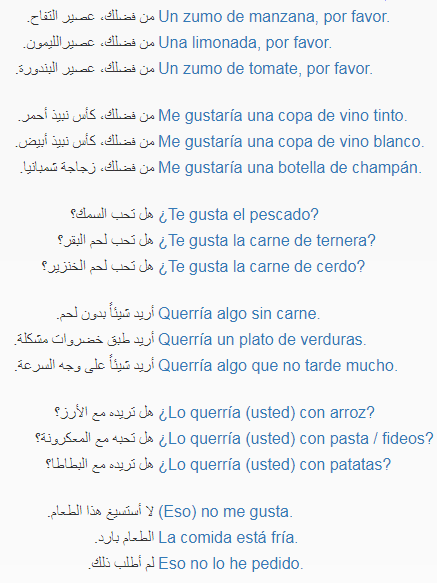 من فضلك، عصير التفاح. Un zumo de manzana, por favor.
من فضلك، عصيرالليمون. Una limonada, por favor.
من فضلك، عصير البندورة. Un zumo de tomate, por favor.
من فضلك، كأس نبيذ أحمر. Me gustaría una copa de vino tinto.
من فضلك، كأس نبيذ أبيض. Me gustaría una copa de vino blanco.
من فضلك، زجاجة شمبانيا. Me gustaría una botella de champán.
هل تحب السمك؟ ¿Te gusta el pescado?
هل تحب لحم البقر؟ ¿Te gusta la carne de ternera?
هل تحب لحم الخنزير؟ ¿Te gusta la carne de cerdo?
أريد شيئاً بدون لحم. Querría algo sin carne.
أريد طبق خضروات مشكلة. Querría un plato de verduras.
أريد شيئاً على وجه السرعة. Querría algo que no tarde mucho.
هل تريده مع الأرز؟ ¿Lo querría (usted) con arroz?
هل تحبه مع المعكرونة؟ ¿Lo querría (usted) con pasta / fideos?
هل تريده مع البطاطا؟ ¿Lo querría (usted) con patatas?
لا أستسيغ هذا الطعام. (Eso) no me gusta.
الطعام بارد. La comida está fría.
لم أطلب ذلك. Eso no lo he pedido.